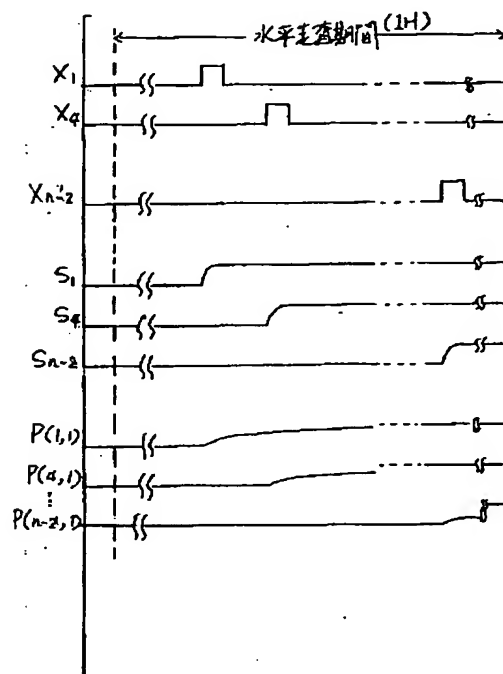 水平走査期間 (1H)
X1
X4
Xn-2
S1
S4
Sn-2
P(1,1)
P(4,1)
P(n-2,1)